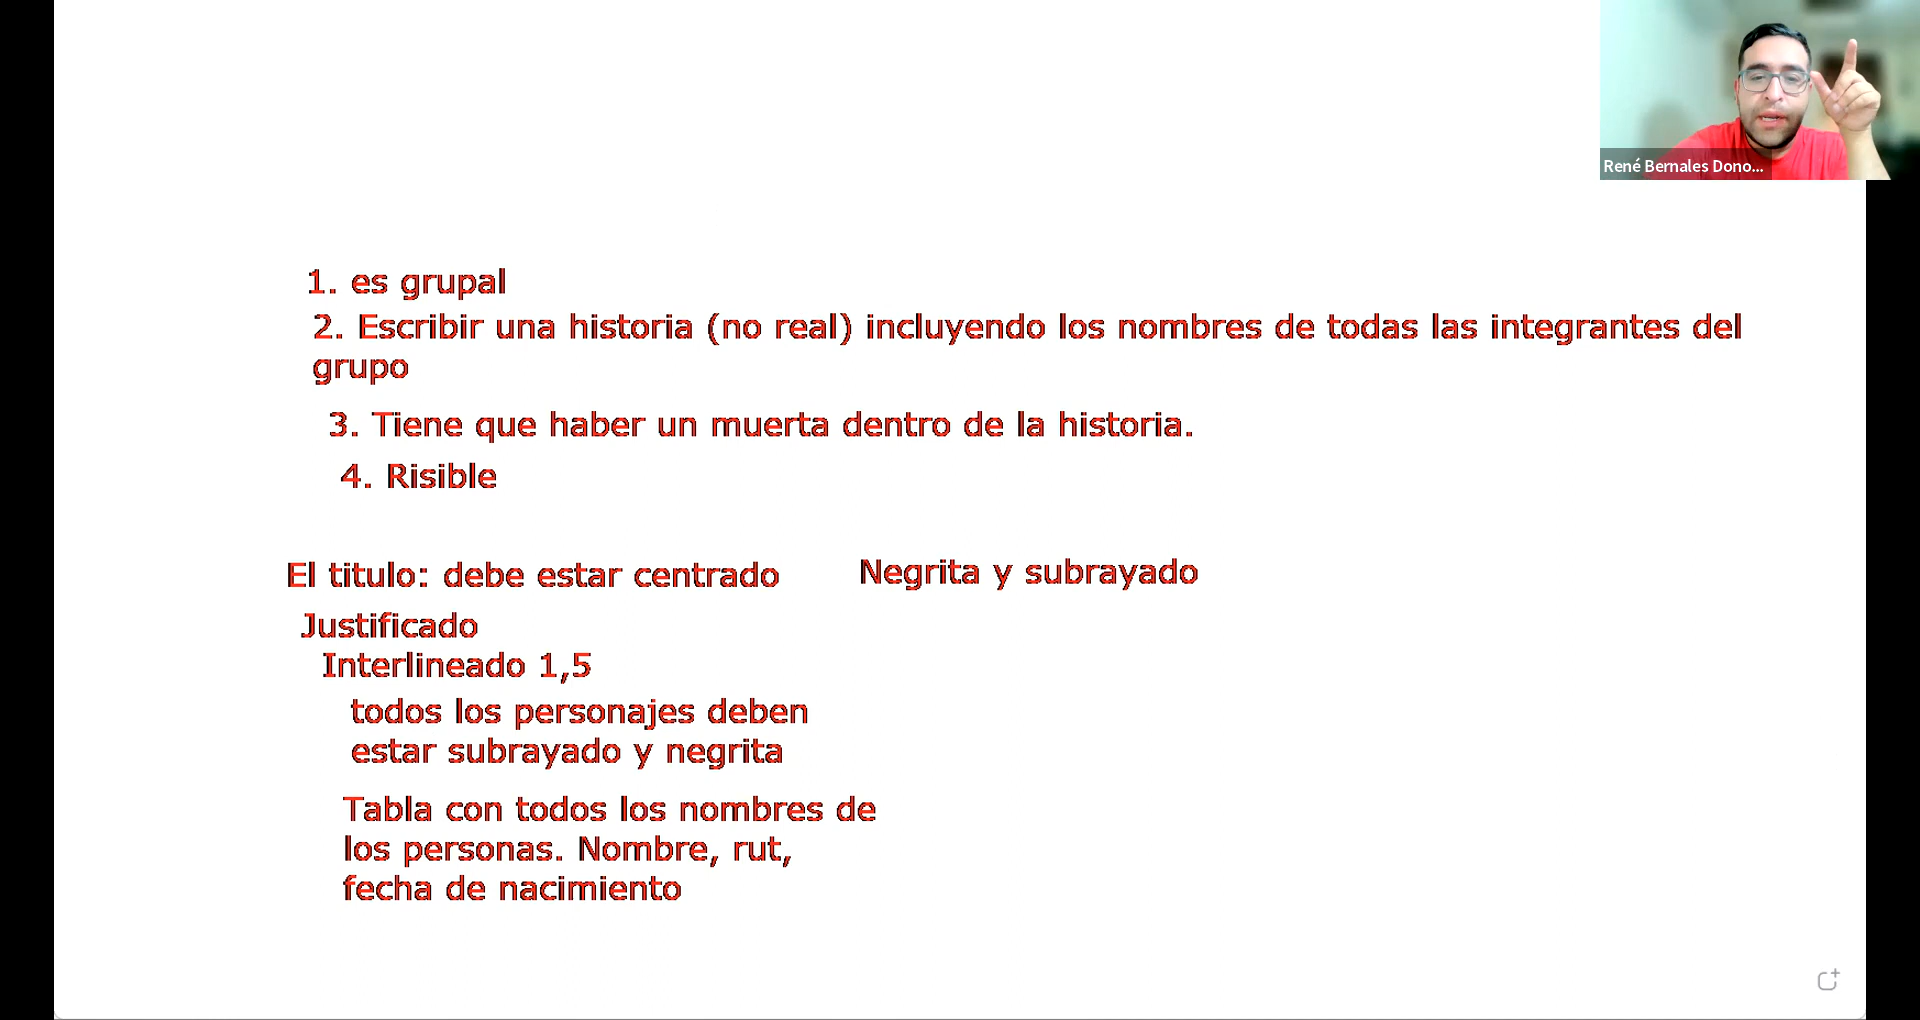 René Bernales Dono...
1. es grupal
2. Escribir una historia (no real) incluyendo los nombres de todas las integrantes del
grupo
3. Tiene que haber un muerta dentro de la historia.
4. Risible
El titulo: debe estar centrado
Negrita y subrayado
Justificado
Interlineado 1,5
todos los personajes deben
estar subrayado y negrita
Tabla con todos los nombres de
los personas. Nombre, rut,
fecha de nacimiento